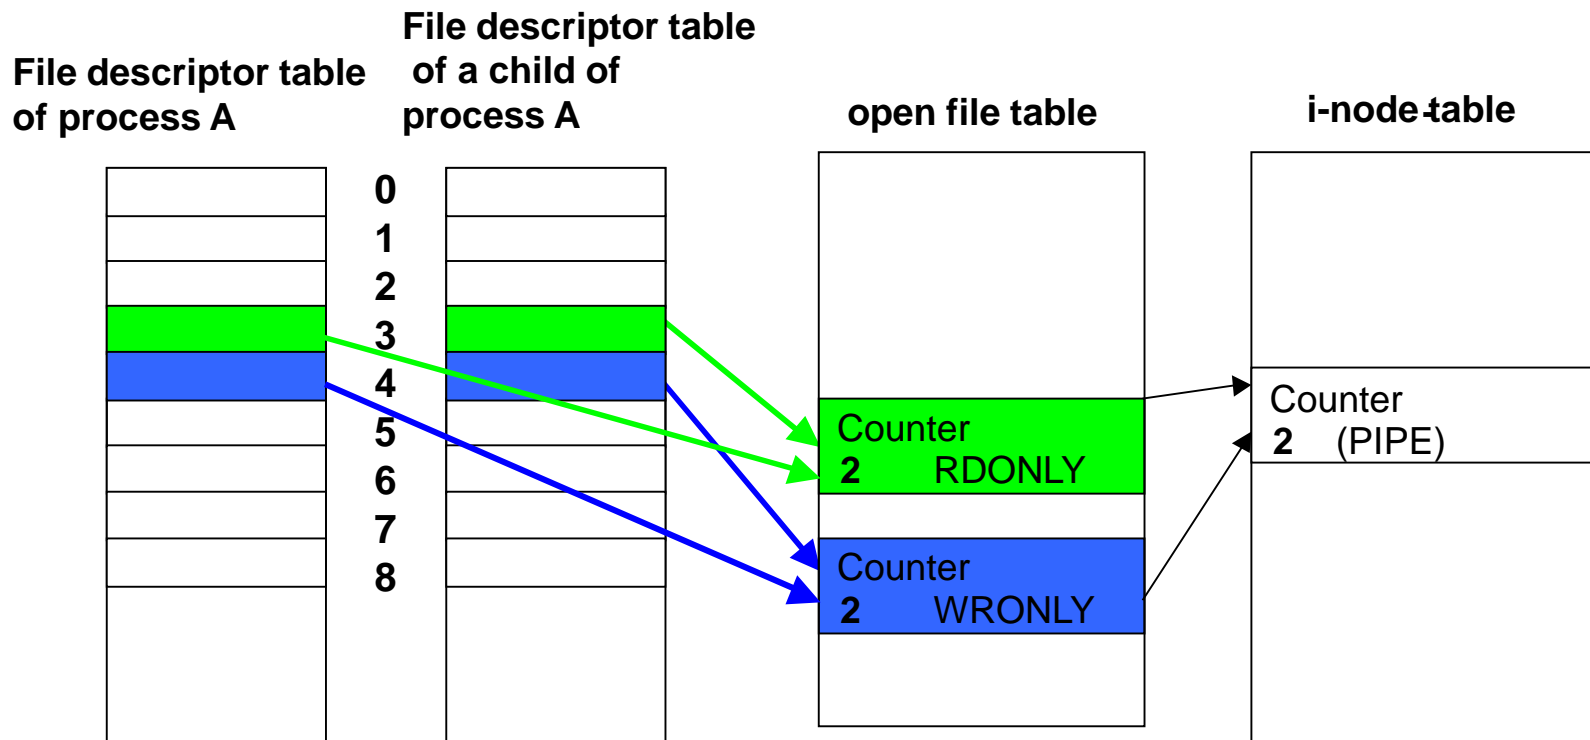 File descriptor table
of process A
File descriptor table
of a child of
process A
open file table
i-node-table
0
1
2
3
4
5
6
7
8
Counter
2 RDONLY
Counter
2 WRONLY
Counter
2 (PIPE)